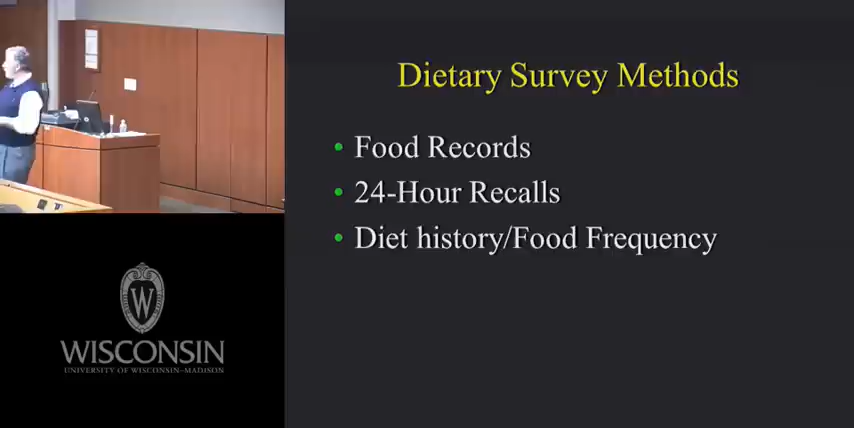 Dietary Survey Methods
• Food Records
• 24-Hour Recalls
• Diet history/Food Frequency
W
WISCONSIN
UNIVERSITY OF WISCONSIN–MADISON